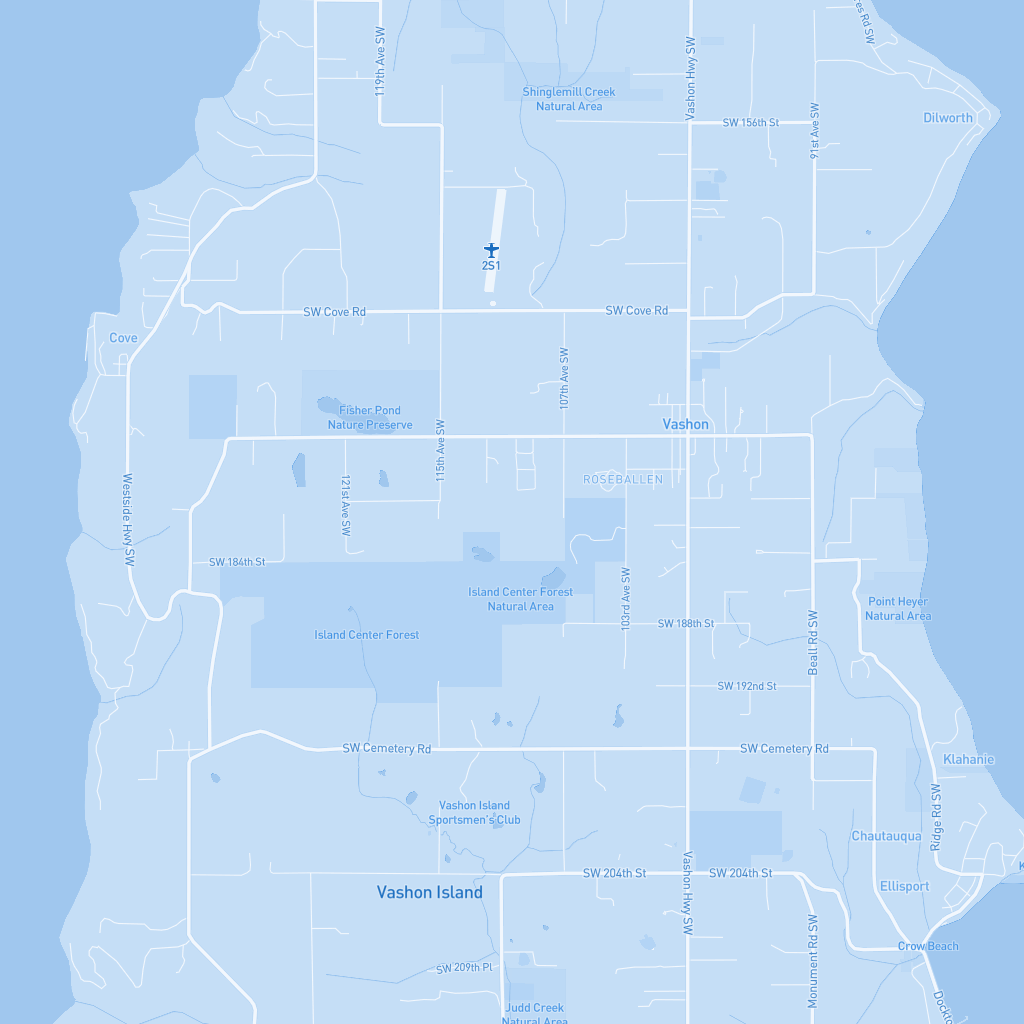 119th Ave SW
Vashon Hwy SW
ces Rd SW
Shinglemill Creek
Natural Area
SW 156th St
91st Ave SW
Dilworth
2S1
SW Cove Rd
SW Cove Rd
Cove
107th Ave SW
Fisher Pond
Nature Preserve
Vashon
115th Ave SW
121st Ave SW
ROSEBALLEN
Westside Hwy SW
SW 184th St
Island Center Forest
Natural Area
103rd Ave SW
Point Heyer
Natural Area
Island Center Forest
SW 188th St
Beall Rd SW
SW 192nd St
SW Cemetery Rd
SW Cemetery Rd
Klahanie
Vashon Island
Sportsmen's Club
Ridge Rd SW
Chautauqua
Vashon Hwy SW
SW 204th St
SW 204th St
K
Vashon Island
Ellisport
Monument Rd SW
Crow Beach
SW 209th Pl
Judd Creek
Natural Area
Dockto